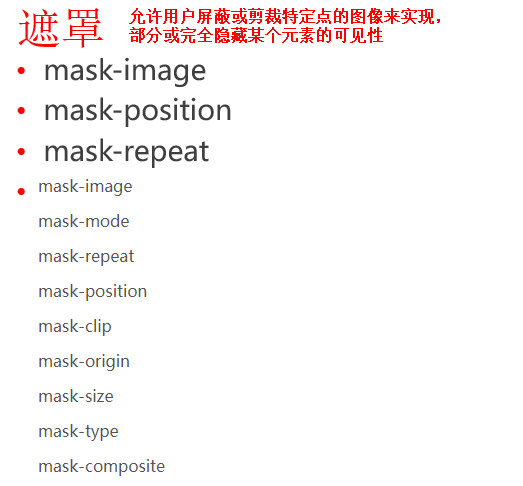 遮罩
允许用户屏蔽或剪裁特定点的图像来实现，
部分或完全隐藏某个元素的可见性
mask-image
mask-position
mask-repeat
mask-image
mask-mode
mask-repeat
mask-position
mask-clip
mask-origin
mask-size
mask-type
mask-composite